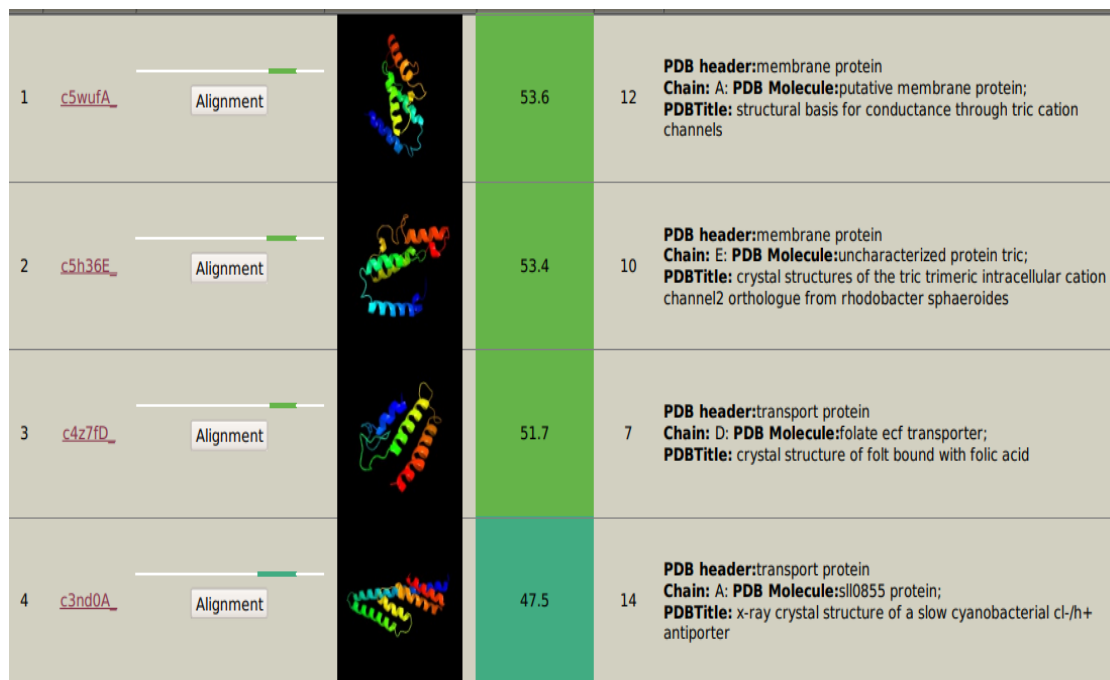 1 c5wufA_ Alignment 53.6 12
PDB header:membrane protein
Chain: A: PDB Molecule:putative membrane protein;
PDBTitle: structural basis for conductance through tric cation
channels
2 c5h36E_ Alignment 53.4 10
PDB header:membrane protein
Chain: E: PDB Molecule:uncharacterized protein tric;
PDBTitle: crystal structures of the tric trimeric intracellular cation
channel2 orthologue from rhodobacter sphaeroides
3 c4z7fD_ Alignment 51.7 7
PDB header:transport protein
Chain: D: PDB Molecule:folate ecf transporter;
PDBTitle: crystal structure of folt bound with folic acid
4 c3nd0A_ Alignment 47.5 14
PDB header:transport protein
Chain: A: PDB Molecule:sll0855 protein;
PDBTitle: x-ray crystal structure of a slow cyanobacterial cl-/h+
antiporter